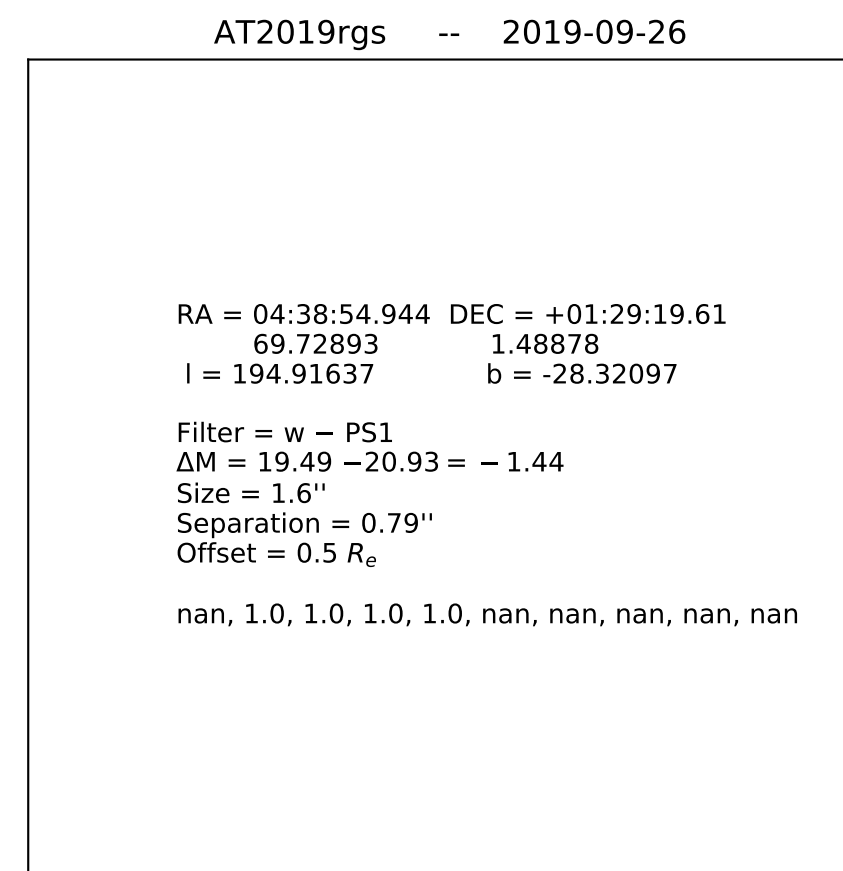 AT2019rgs -- 2019-09-26
RA = 04:38:54.944 DEC = +01:29:19.61
69.72893 1.48878
l = 194.91637 b = -28.32097
Filter = w − PS1
ΔM = 19.49 −20.93 = − 1.44
Size = 1.6''
Separation = 0.79''
Offset = 0.5 Rₑ
nan, 1.0, 1.0, 1.0, 1.0, nan, nan, nan, nan, nan